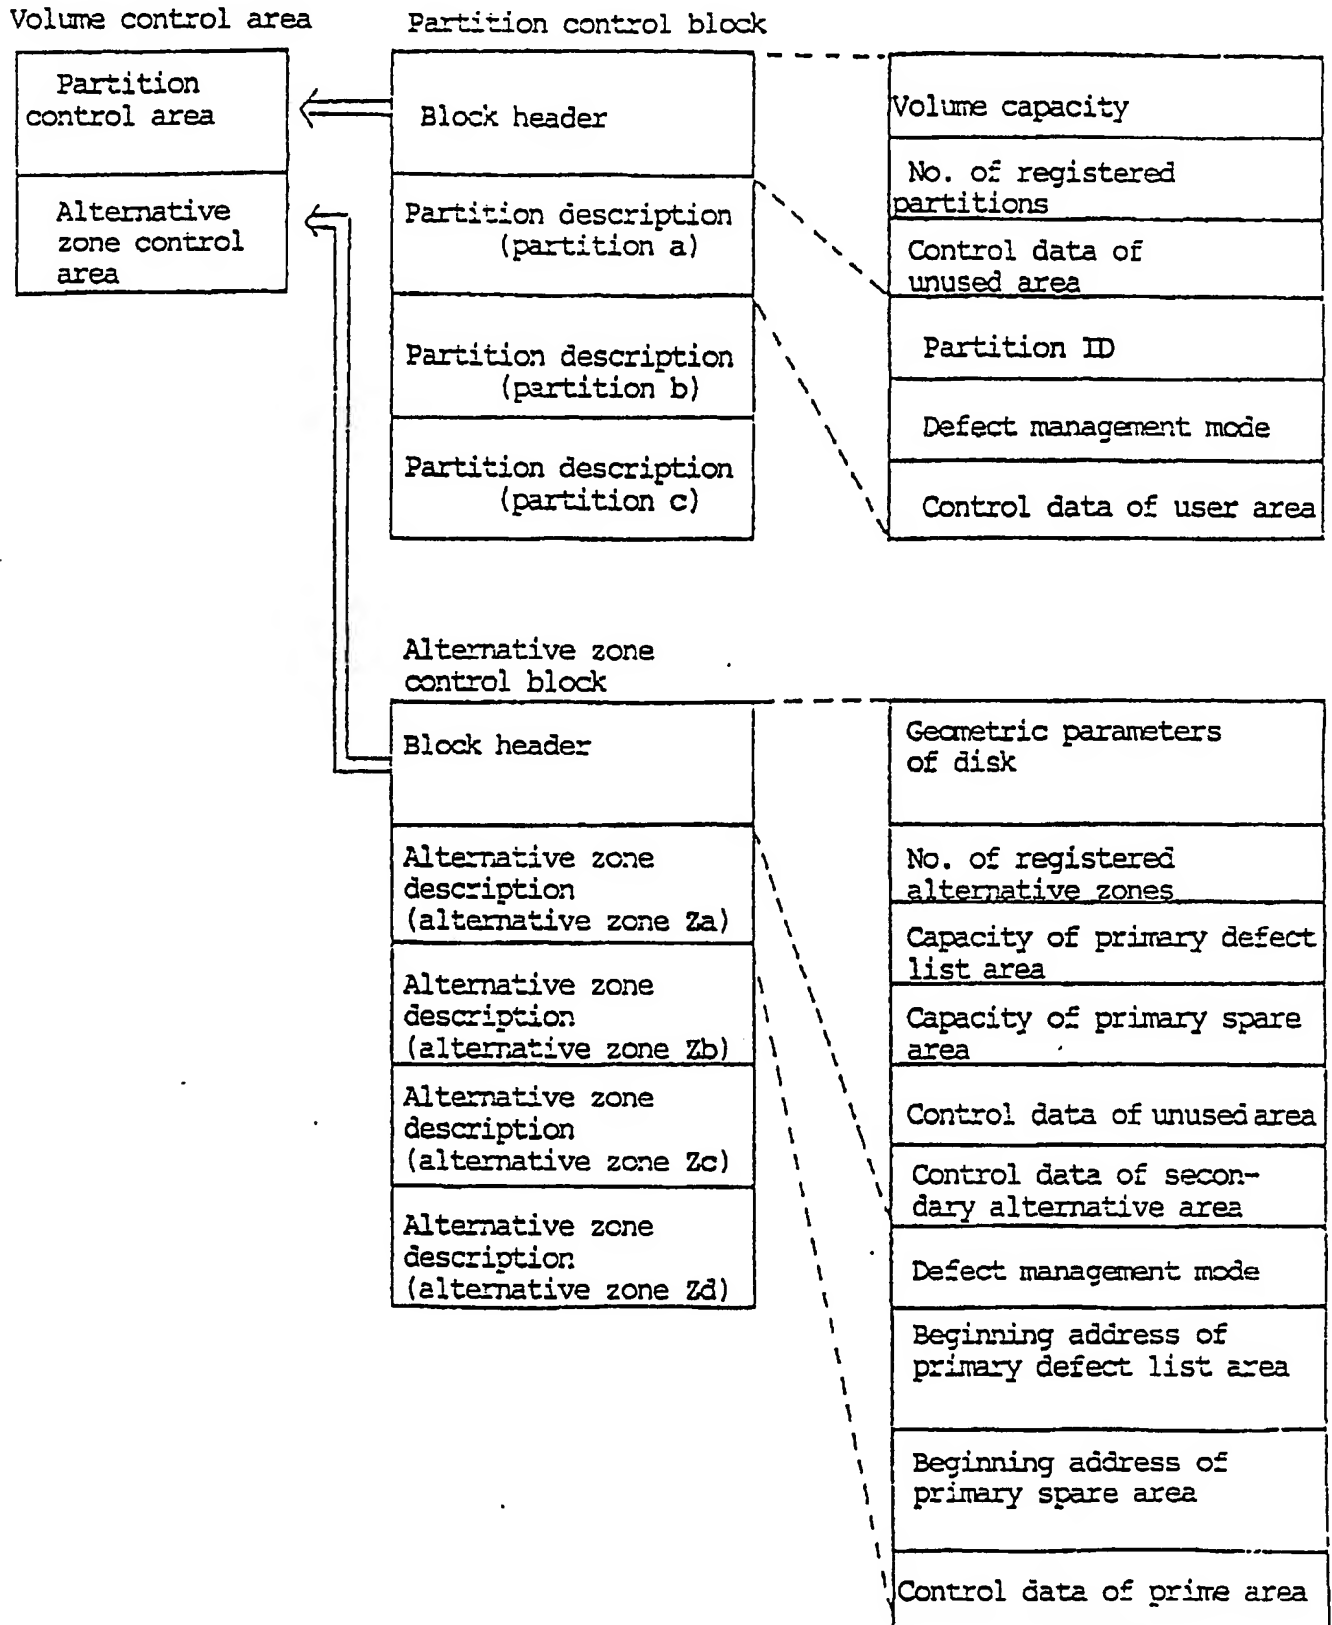 Volume control area
Partition
control area
Alternative
zone control
area
Partition control block
Block header
Partition description
(partition a)
Partition description
(partition b)
Partition description
(partition c)
Volume capacity
No. of registered
partitions
Control data of
unused area
Partition ID
Defect management mode
Control data of user area
Alternative zone
control block
Block header
Alternative zone
description
(alternative zone Za)
Alternative zone
description
(alternative zone Zb)
Alternative zone
description
(alternative zone Zc)
Alternative zone
description
(alternative zone Zd)
Geometric parameters
of disk
No. of registered
alternative zones
Capacity of primary defect
list area
Capacity of primary spare
area
Control data of unused area
Control data of secon-
dary alternative area
Defect management mode
Beginning address of
primary defect list area
Beginning address of
primary spare area
Control data of prime area